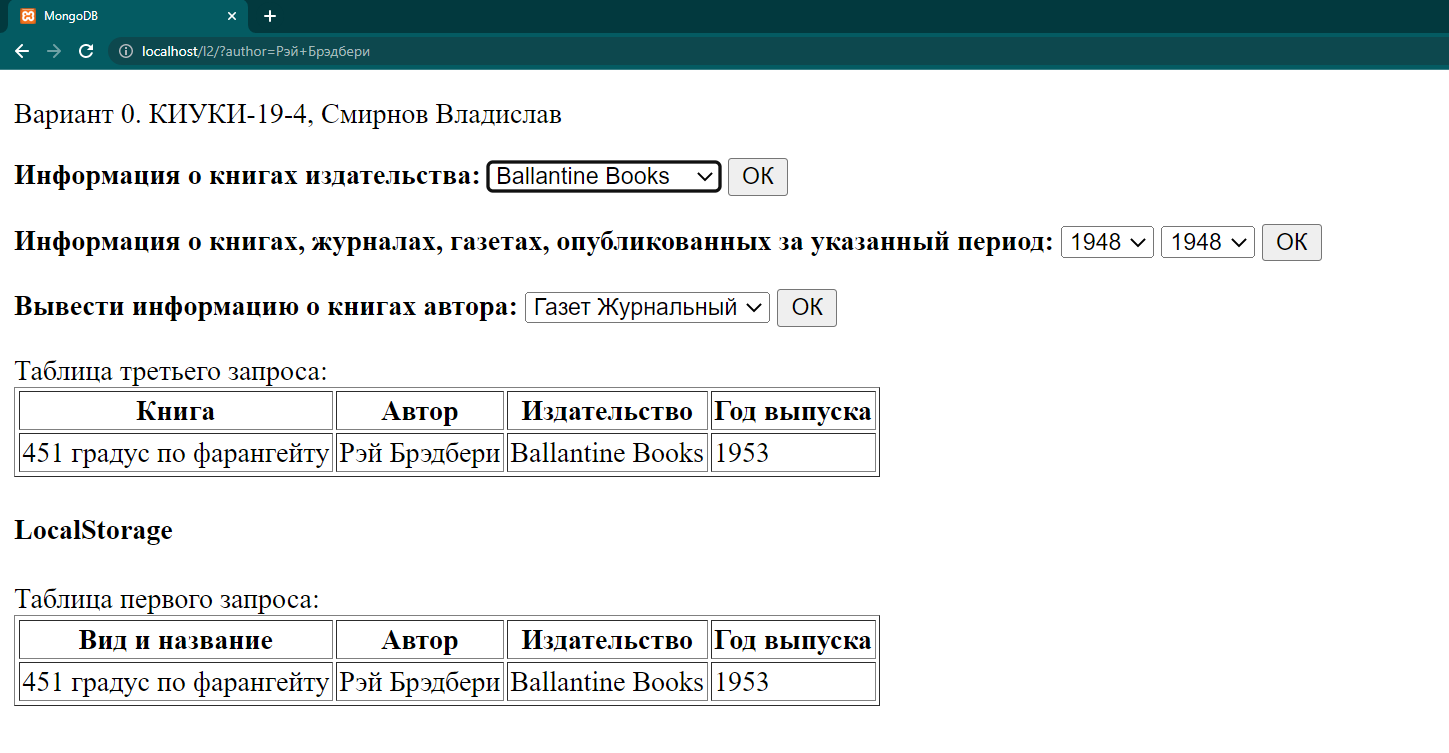 MongoDB
localhost/l2/?author=Рэй+Брэдбери
Вариант 0. КИУКИ-19-4, Смирнов Владислав
Информация о книгах издательства: Ballantine Books ОК
Информация о книгах, журналах, газетах, опубликованных за указанный период: 1948 1948 ОК
Вывести информацию о книгах автора: Газет Журнальный ОК
Таблица третьего запроса:
Книга Автор Издательство Год выпуска
451 градус по фарангейту Рэй Брэдбери Ballantine Books 1953
LocalStorage
Таблица первого запроса:
Вид и название Автор Издательство Год выпуска
451 градус по фарангейту Рэй Брэдбери Ballantine Books 1953